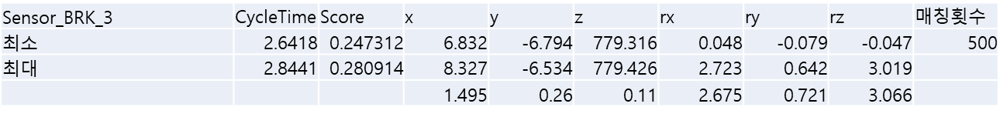 Sensor_BRK_3 CycleTime Score x y z rx ry rz 매칭횟수
최소 2.6418 0.247312 6.832 -6.794 779.316 0.048 -0.079 -0.047 500
최대 2.8441 0.280914 8.327 -6.534 779.426 2.723 0.642 3.019
1.495 0.26 0.11 2.675 0.721 3.066